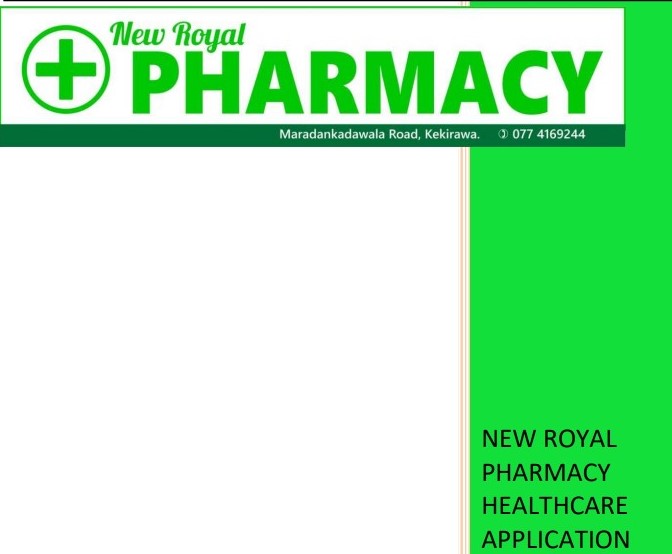 New Royal
PHARMACY
Maradankadawala Road, Kekirawa. ✆ 077 4169244
NEW ROYAL
PHARMACY
HEALTHCARE
APPLICATION